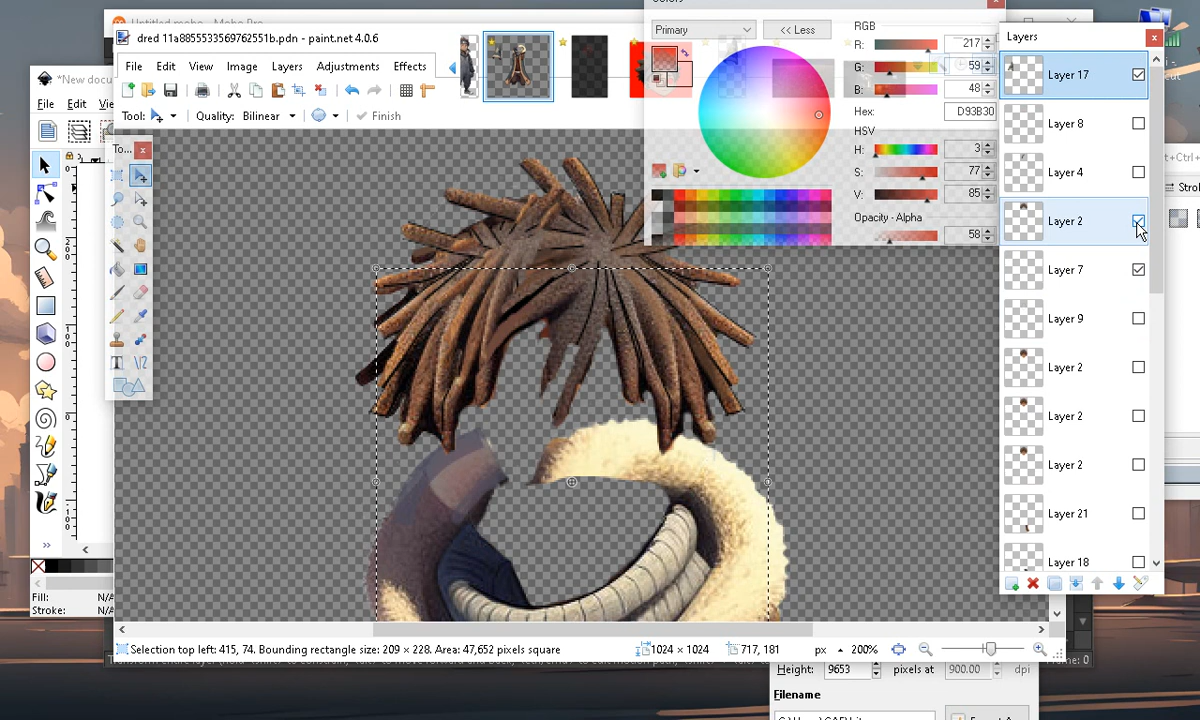 Untitled.moho - Moho Pro
dred 11a8855533569762551b.pdn - paint.net 4.0.6
File Edit View Image Layers Adjustments Effects
Tool: Quality: Bilinear Finish
*New docu
File Edit Vie
To...
Primary << Less
RGB
R: 217
G: 59
B: 48
Hex: D93B30
HSV
H: 3
S: 77
V: 85
Opacity - Alpha
58
Layers
Layer 17
Layer 8
Layer 4
Layer 2
Layer 7
Layer 9
Layer 2
Layer 2
Layer 2
Layer 21
Layer 18
Fill: N/A
Stroke: N/A
Selection top left: 415, 74. Bounding rectangle size: 209 × 228. Area: 47,652 pixels square
1024 × 1024 717, 181 px 200%
Height: 9653 pixels at 900.00 dpi
Filename